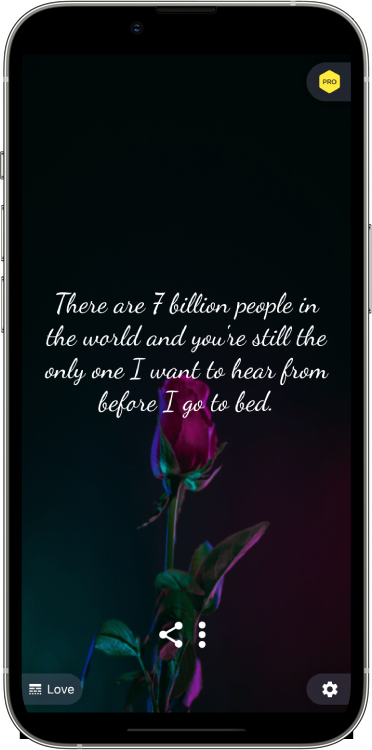 PRO
There are 7 billion people in
the world and you're still the
only one I want to hear from
before I go to bed.
Love